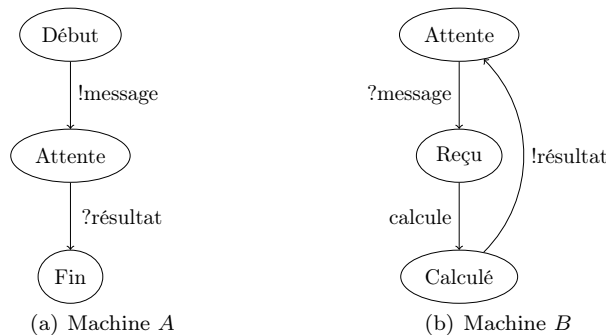 Début
!message
Attente
?résultat
Fin
(a) Machine A
Attente
?message
Reçu
!résultat
calcule
Calculé
(b) Machine B